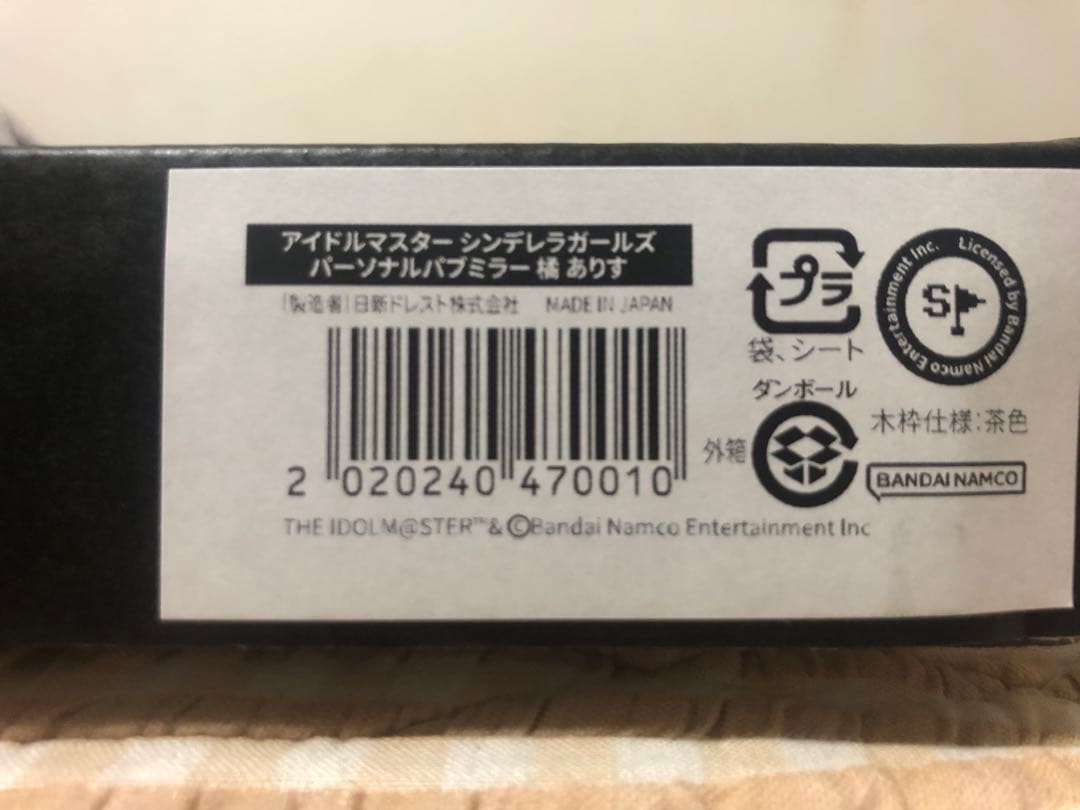 アイドルマスター シンデレラガールズ
パーソナルパブミラー 橘 ありす
[製造者]日新ドレスト株式会社 MADE IN JAPAN
2 020240 470010
THE IDOLM@STER™& ©Bandai Namco Entertainment Inc
プラ
袋、シート
Licensed by Bandai Namco Entertainment Inc.
S
ダンボール
外箱
木枠仕様:茶色
BANDAI NAMCO